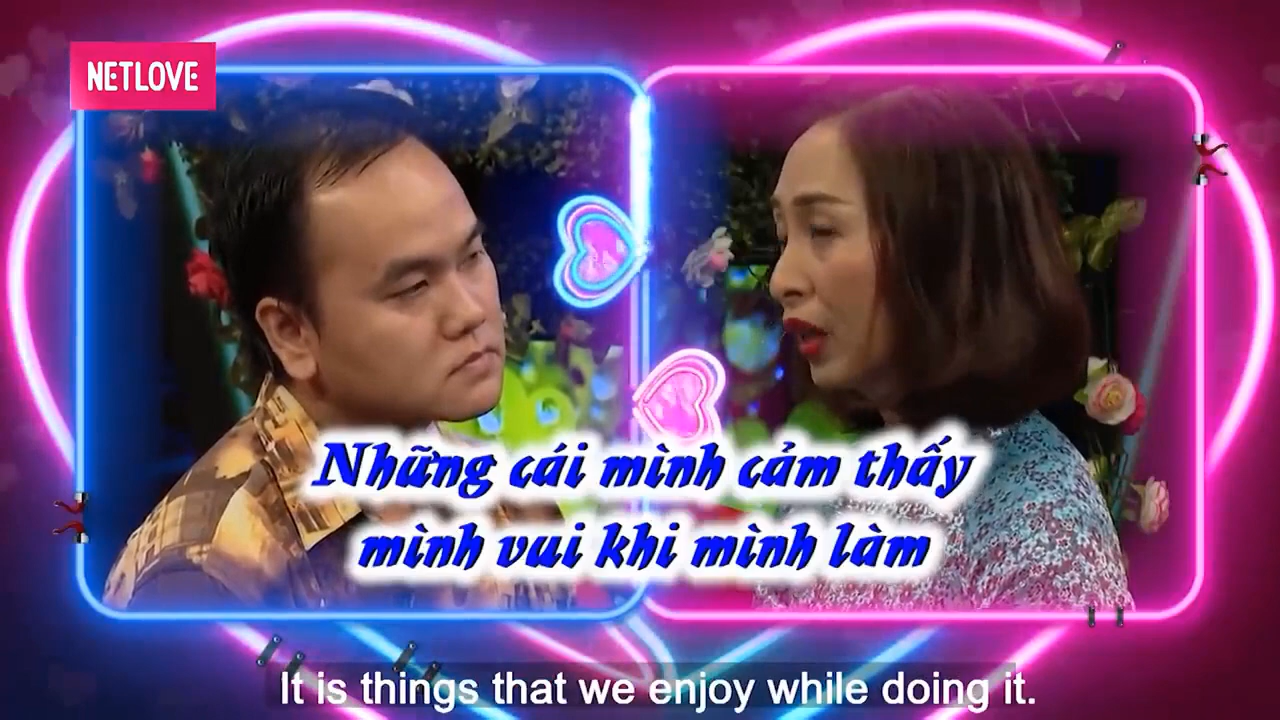 NETLOVE
Những cái mình cảm thấy
mình vui khi mình làm
It is things that we enjoy while doing it.